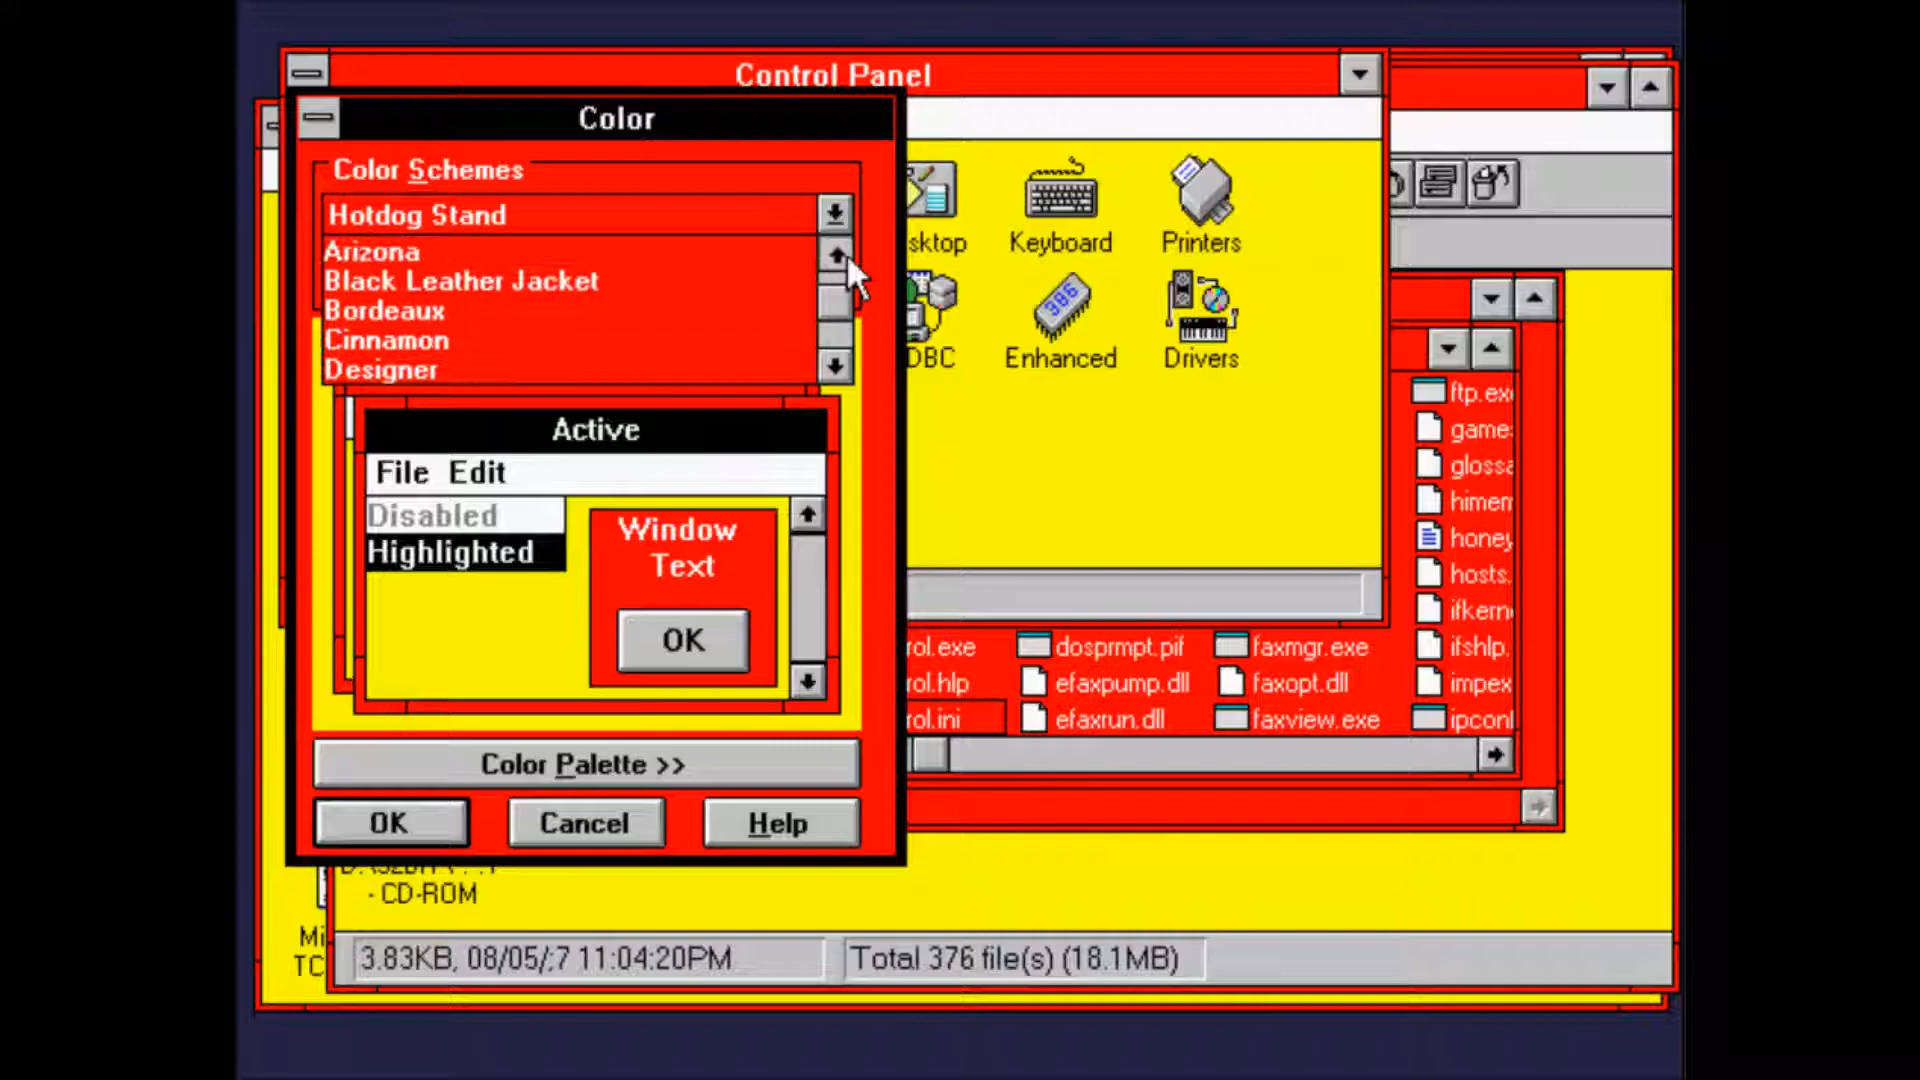 Control Panel
Color
Color Schemes
Hotdog Stand
Arizona
Black Leather Jacket
Bordeaux
Cinnamon
Designer
Active
File Edit
Disabled
Highlighted
Window
Text
OK
Color Palette >>
OK Cancel Help
sktop Keyboard Printers
DBC Enhanced Drivers
386
ftp.exe
games
glossa
himem
honey
hosts.
ifkern
ifshlp.
impex
ipconf
rol.exe dosprmpt.pif faxmgr.exe
rol.hlp efaxpump.dll faxopt.dll
rol.ini efaxrun.dll faxview.exe
- CD-ROM
Mi
TC
3.83KB, 08/05/:7 11:04:20PM Total 376 file(s) (18.1MB)